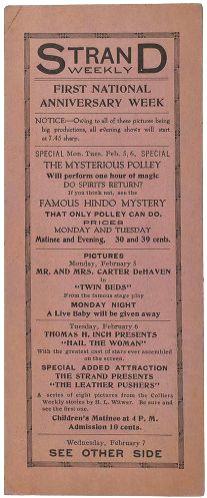 STRAND
WEEKLY
FIRST NATIONAL
ANNIVERSARY WEEK
NOTICE—Owing to all of these pictures being
big productions, all evening shows will start
at 7.45 sharp.
SPECIAL Mon. Tues. Feb. 5, 6, SPECIAL
THE MYSTERIOUS POLLEY
Will perform one hour of magic
DO SPIRITS RETURN?
If you think not, see the
FAMOUS HINDO MYSTERY
THAT ONLY POLLEY CAN DO.
PRICES
MONDAY AND TUESDAY
Matinee and Evening, 30 and 39 cents.
PICTURES
Monday, February 5
MR. AND MRS. CARTER DeHAVEN
in
"TWIN BEDS"
From the famous stage play
MONDAY NIGHT
A Live Baby will be given away
Tuesday, February 6
THOMAS H. INCH PRESENTS
"HAIL THE WOMAN"
With the greatest cast of stars ever assembled
on the screen.
SPECIAL ADDED ATTRACTION
THE STRAND PRESENTS
"THE LEATHER PUSHERS"
A series of eight pictures from the Colliers
Weekly stories by H. L. Witwer. Be sure and
see the first one.
Children's Matinee at 4 P. M.
Admission 10 cents.
Wednesday, February 7
SEE OTHER SIDE